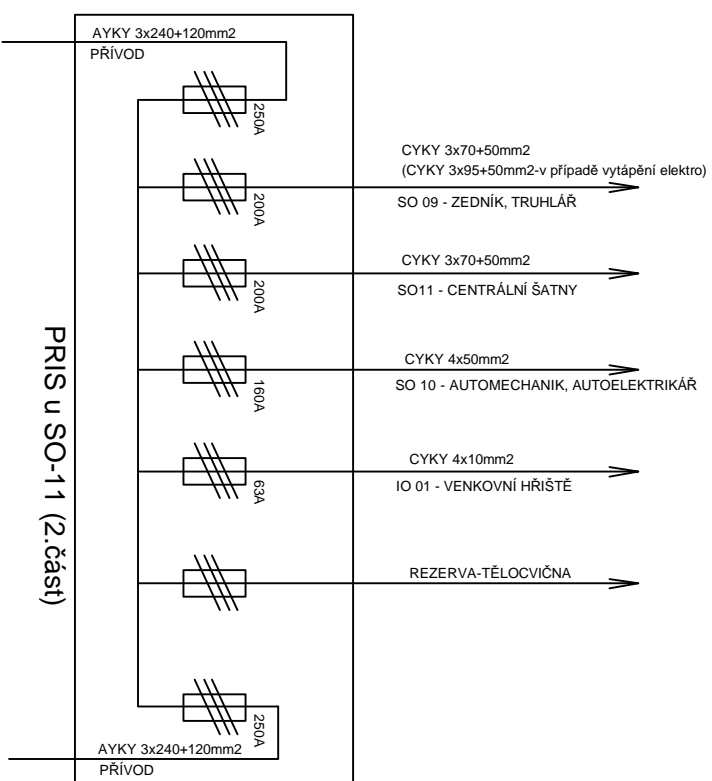 AYKY 3x240+120mm2
PŘÍVOD
250A
CYKY 3x70+50mm2
(CYKY 3x95+50mm2-v případě vytápění elektro)
200A
SO 09 - ZEDNÍK, TRUHLÁŘ
CYKY 3x70+50mm2
200A
SO11 - CENTRÁLNÍ ŠATNY
PRIS u SO-11 (2.část)
CYKY 4x50mm2
160A
SO 10 - AUTOMECHANIK, AUTOELEKTRIKÁŘ
CYKY 4x10mm2
63A
IO 01 - VENKOVNÍ HŘIŠTĚ
REZERVA-TĚLOCVIČNA
250A
AYKY 3x240+120mm2
PŘÍVOD